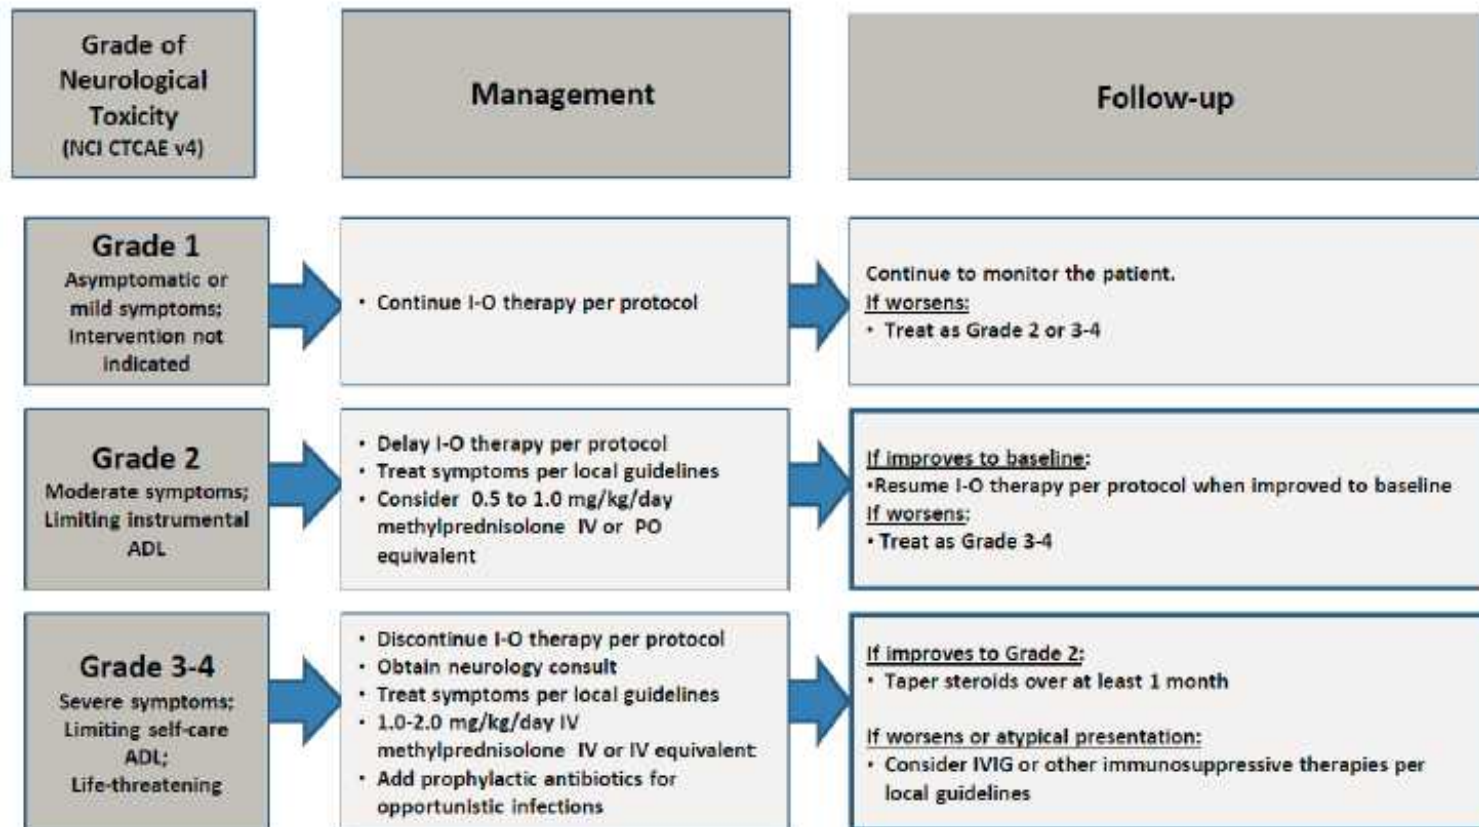 Grade of
Neurological
Toxicity
(NCI CTCAE v4)
Management
Follow-up
Grade 1
Asymptomatic or
mild symptoms;
Intervention not
indicated
• Continue I-O therapy per protocol
Continue to monitor the patient.
If worsens:
• Treat as Grade 2 or 3-4
Grade 2
Moderate symptoms;
Limiting instrumental
ADL
• Delay I-O therapy per protocol
• Treat symptoms per local guidelines
• Consider 0.5 to 1.0 mg/kg/day
methylprednisolone IV or PO
equivalent
If improves to baseline:
•Resume I-O therapy per protocol when improved to baseline
If worsens:
• Treat as Grade 3-4
Grade 3-4
Severe symptoms;
Limiting self-care
ADL;
Life-threatening
• Discontinue I-O therapy per protocol
• Obtain neurology consult
• Treat symptoms per local guidelines
• 1.0-2.0 mg/kg/day IV
methylprednisolone IV or IV equivalent
• Add prophylactic antibiotics for
opportunistic infections
If improves to Grade 2:
• Taper steroids over at least 1 month
If worsens or atypical presentation:
• Consider IVIG or other immunosuppressive therapies per
local guidelines